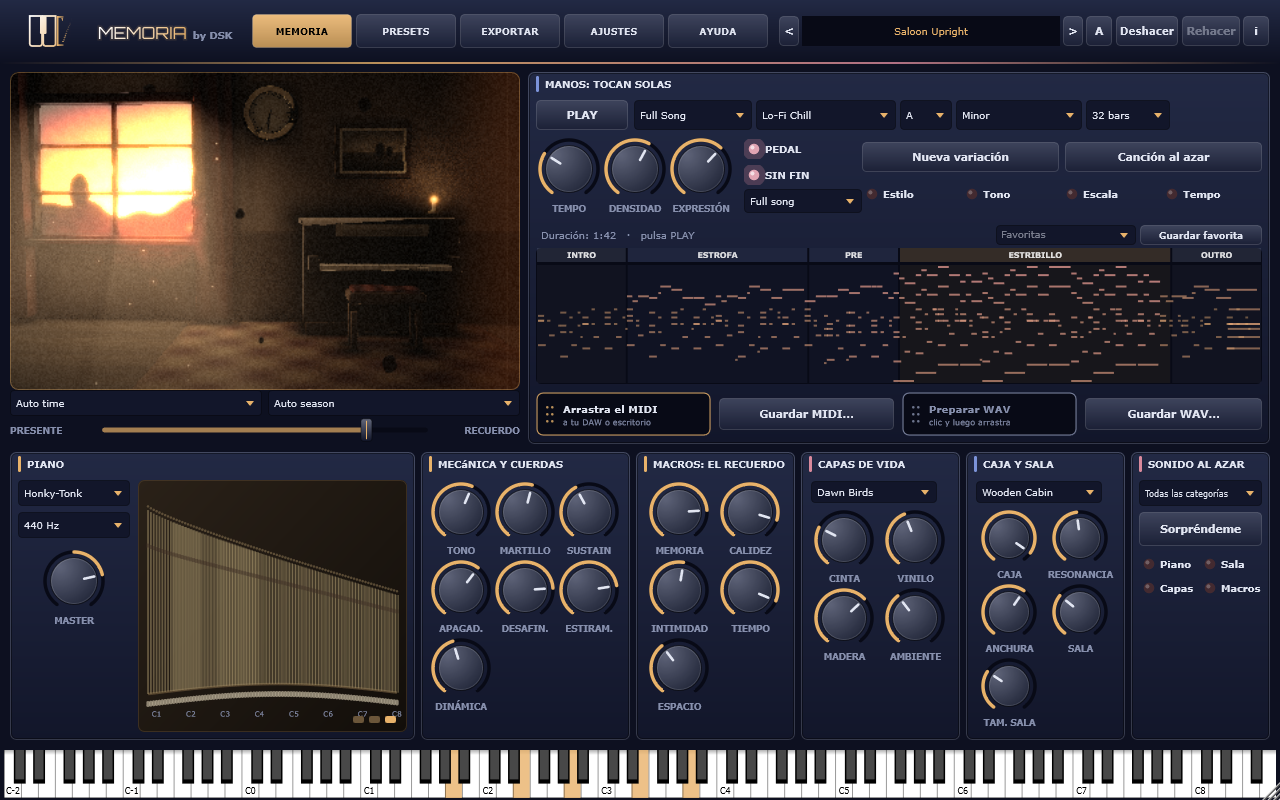 MEMORIA by DSK
MEMORIA
PRESETS
EXPORTAR
AJUSTES
AYUDA
<
Saloon Upright
>
A
Deshacer
Rehacer
i
MANOS: TOCAN SOLAS
PLAY
Full Song
Lo-Fi Chill
A
Minor
32 bars
PEDAL
SIN FIN
Full song
Nueva variación
Canción al azar
Estilo
Tono
Escala
Tempo
TEMPO
DENSIDAD
EXPRESIÓN
Duración: 1:42 · pulsa PLAY
Favoritas
Guardar favorita
INTRO
ESTROFA
PRE
ESTRIBILLO
OUTRO
Auto time
Auto season
PRESENTE
RECUERDO
Arrastra el MIDI
a tu DAW o escritorio
Guardar MIDI...
Preparar WAV
clic y luego arrastra
Guardar WAV...
PIANO
Honky-Tonk
440 Hz
MASTER
C1 C2 C3 C4 C5 C6 C7 C8
MECáNICA Y CUERDAS
TONO
MARTILLO
SUSTAIN
APAGAD.
DESAFIN.
ESTIRAM.
DINÁMICA
MACROS: EL RECUERDO
MEMORIA
CALIDEZ
INTIMIDAD
TIEMPO
ESPACIO
CAPAS DE VIDA
Dawn Birds
CINTA
VINILO
MADERA
AMBIENTE
CAJA Y SALA
Wooden Cabin
CAJA
RESONANCIA
ANCHURA
SALA
TAM. SALA
SONIDO AL AZAR
Todas las categorías
Sorpréndeme
Piano
Sala
Capas
Macros
C-2 C-1 C0 C1 C2 C3 C4 C5 C6 C7 C8